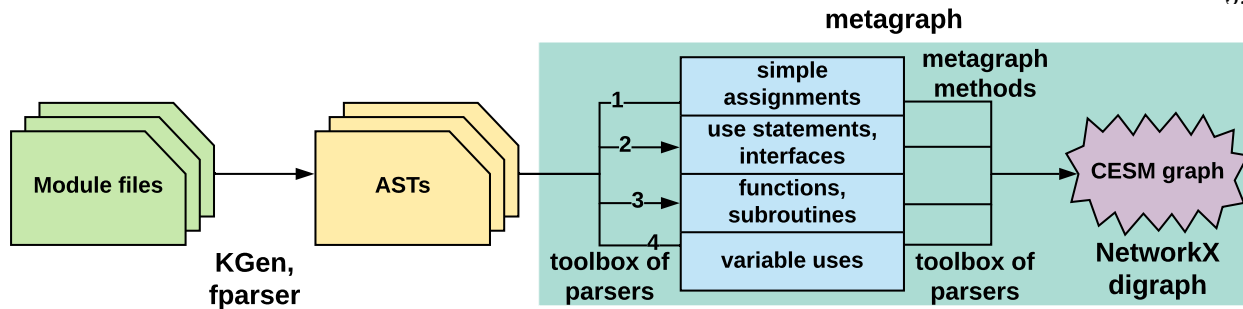 metagraph
Module files
KGen,
fparser
ASTs
1
2
3
4
toolbox of
parsers
simple
assignments
use statements,
interfaces
functions,
subroutines
variable uses
metagraph
methods
toolbox of
parsers
CESM graph
NetworkX
digraph